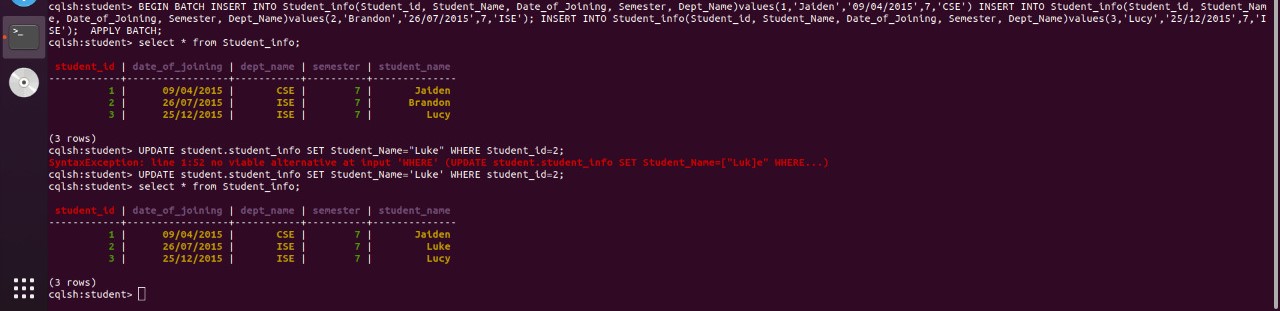 cqlsh:student> BEGIN BATCH INSERT INTO Student_info(Student_id, Student_Name, Date_of_Joining, Semester, Dept_Name)values(1,'Jaiden','09/04/2015',7,'CSE') INSERT INTO Student_info(Student_id, Student_Nam
e, Date_of_Joining, Semester, Dept_Name)values(2,'Brandon','26/07/2015',7,'ISE'); INSERT INTO Student_info(Student_id, Student_Name, Date_of_Joining, Semester, Dept_Name)values(3,'Lucy','25/12/2015',7,'I
SE');  APPLY BATCH;
cqlsh:student> select * from Student_info;
student_id | date_of_joining | dept_name | semester | student_name
------------+-----------------+-----------+----------+--------------
1 | 09/04/2015 | CSE | 7 | Jaiden
2 | 26/07/2015 | ISE | 7 | Brandon
3 | 25/12/2015 | ISE | 7 | Lucy
(3 rows)
cqlsh:student> UPDATE student.student_info SET Student_Name="Luke" WHERE Student_id=2;
SyntaxException: line 1:52 no viable alternative at input 'WHERE' (UPDATE student.student_info SET Student_Name=["Luk]e" WHERE...)
cqlsh:student> UPDATE student.student_info SET Student_Name='Luke' WHERE student_id=2;
cqlsh:student> select * from Student_info;
student_id | date_of_joining | dept_name | semester | student_name
------------+-----------------+-----------+----------+--------------
1 | 09/04/2015 | CSE | 7 | Jaiden
2 | 26/07/2015 | ISE | 7 | Luke
3 | 25/12/2015 | ISE | 7 | Lucy
(3 rows)
cqlsh:student>